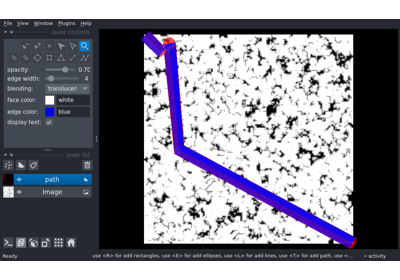 File View Window Plugins Help
layer controls
opacity: 0.70
edge width: 4
blending: translucen
face color: white
edge color: blue
display text:
layer list
path
Image
Ready use <R> for add rectangles, use <E> for add ellipses, use <L> for add lines, use <T> for add path, use <... activity